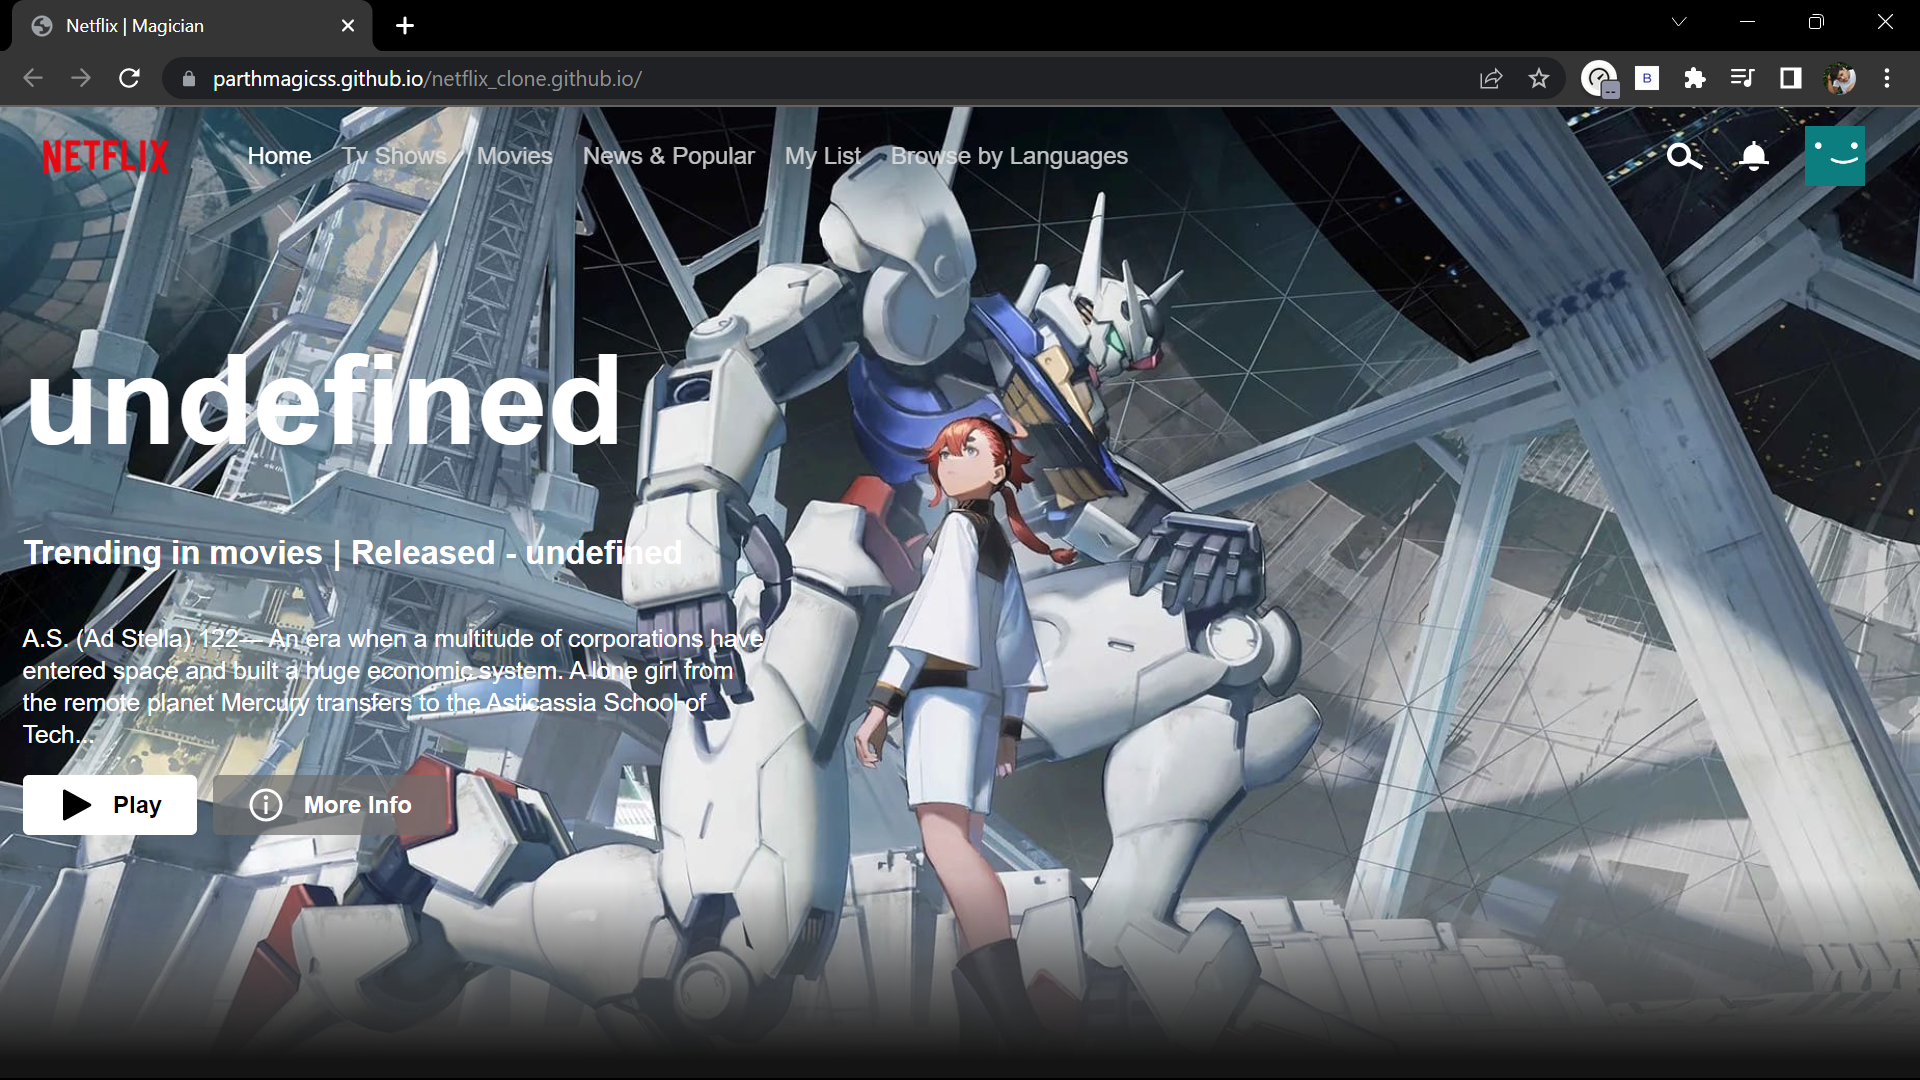 Netflix | Magician
parthmagicss.github.io/netflix_clone.github.io/
B
NETFLIX
Home Tv Shows Movies News & Popular My List Browse by Languages
undefined
Trending in movies | Released - undefined
A.S. (Ad Stella) 122— An era when a multitude of corporations have
entered space and built a huge economic system. A lone girl from
the remote planet Mercury transfers to the Asticassia School of
Tech...
Play
More Info